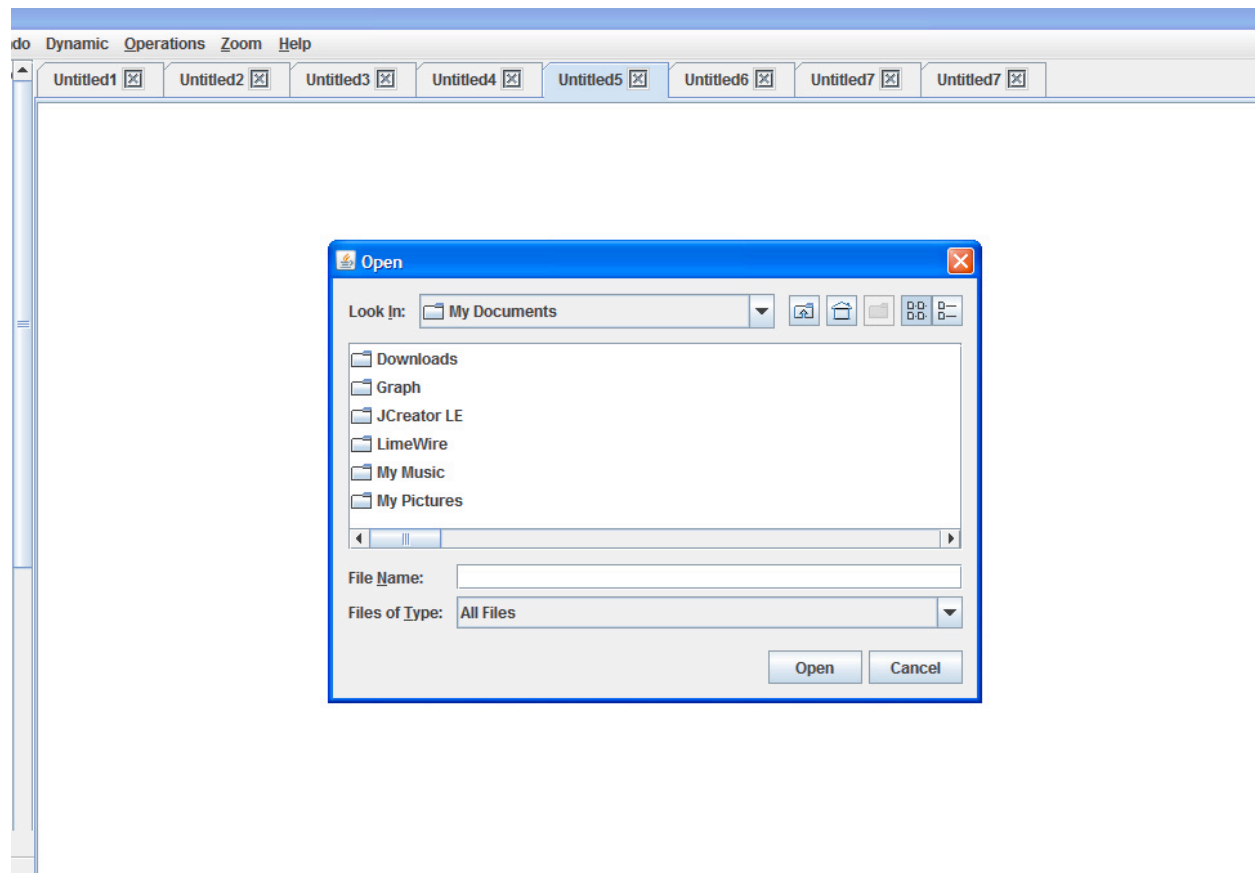 do Dynamic Operations Zoom Help
Untitled1 Untitled2 Untitled3 Untitled4 Untitled5 Untitled6 Untitled7 Untitled7
Open
Look In: My Documents
Downloads
Graph
JCreator LE
LimeWire
My Music
My Pictures
File Name:
Files of Type: All Files
Open Cancel